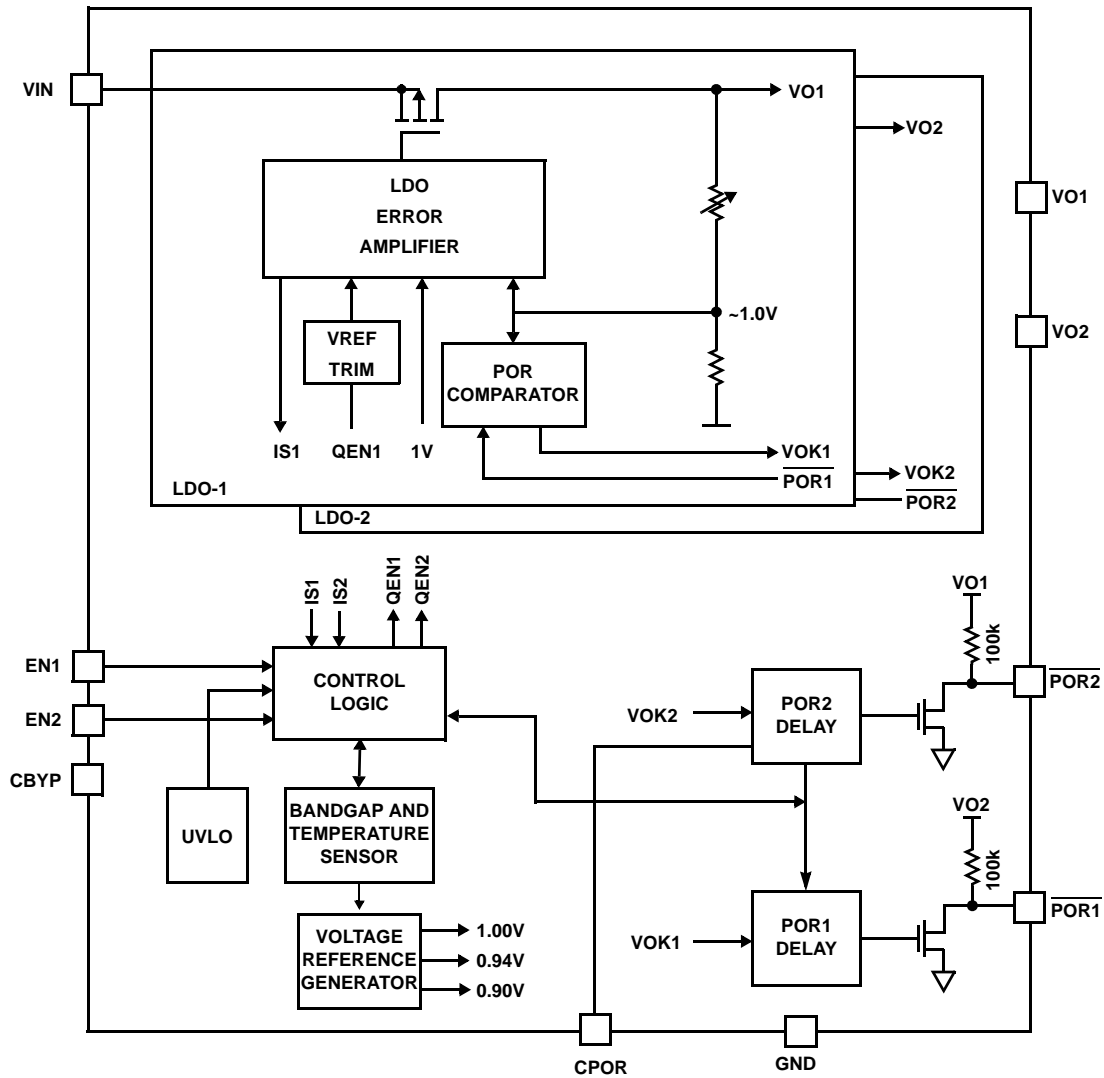 VIN
VO1
VO2
LDO
ERROR
AMPLIFIER
VO1
~1.0V
VREF
TRIM
POR
COMPARATOR
VO2
IS1
QEN1
1V
VOK1
POR1
VOK2
POR2
LDO-1
LDO-2
IS1
IS2
QEN1
QEN2
VO1
100k
EN1
CONTROL
LOGIC
POR2
EN2
VOK2
POR2
DELAY
CBYP
UVLO
BANDGAP AND
TEMPERATURE
SENSOR
VO2
100k
POR1
VOLTAGE
REFERENCE
GENERATOR
1.00V
0.94V
0.90V
VOK1
POR1
DELAY
CPOR
GND